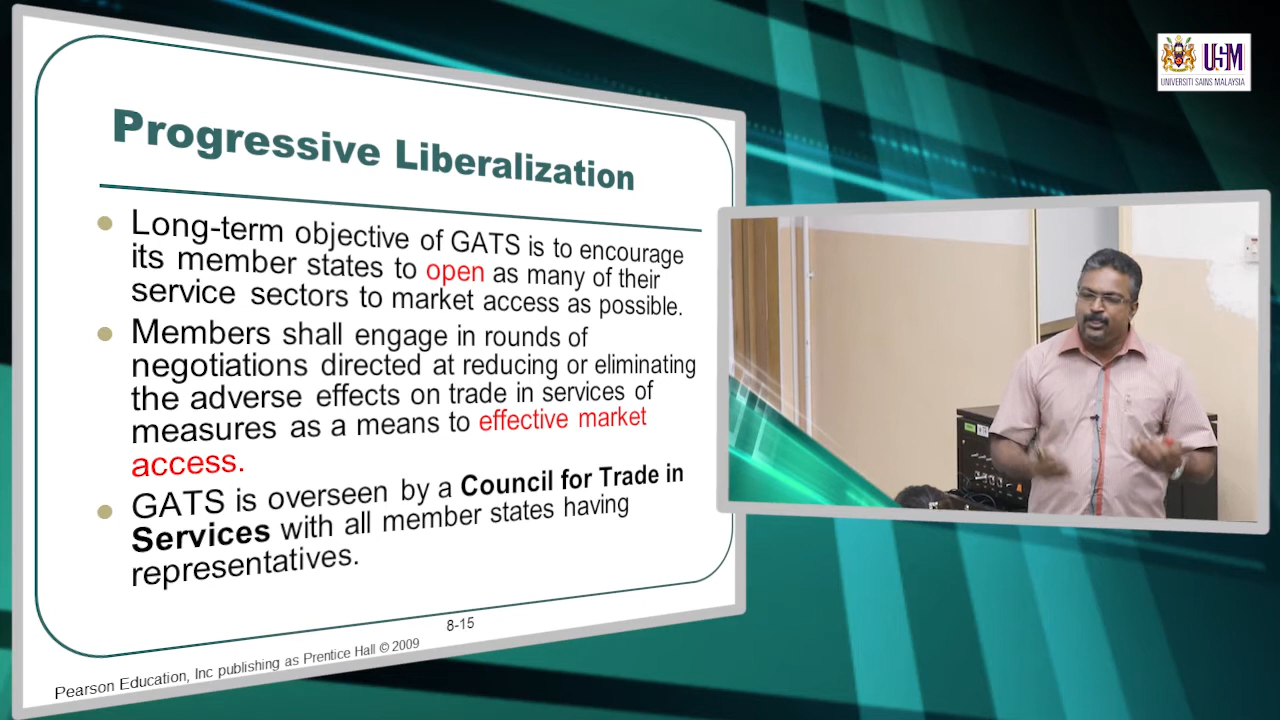 Progressive Liberalization
Long-term objective of GATS is to encourage
its member states to open as many of their
service sectors to market access as possible.
Members shall engage in rounds of
negotiations directed at reducing or eliminating
the adverse effects on trade in services of
measures as a means to effective market
access.
GATS is overseen by a Council for Trade in
Services with all member states having
representatives.
8-15
Pearson Education, Inc publishing as Prentice Hall © 2009
USM
UNIVERSITI SAINS MALAYSIA